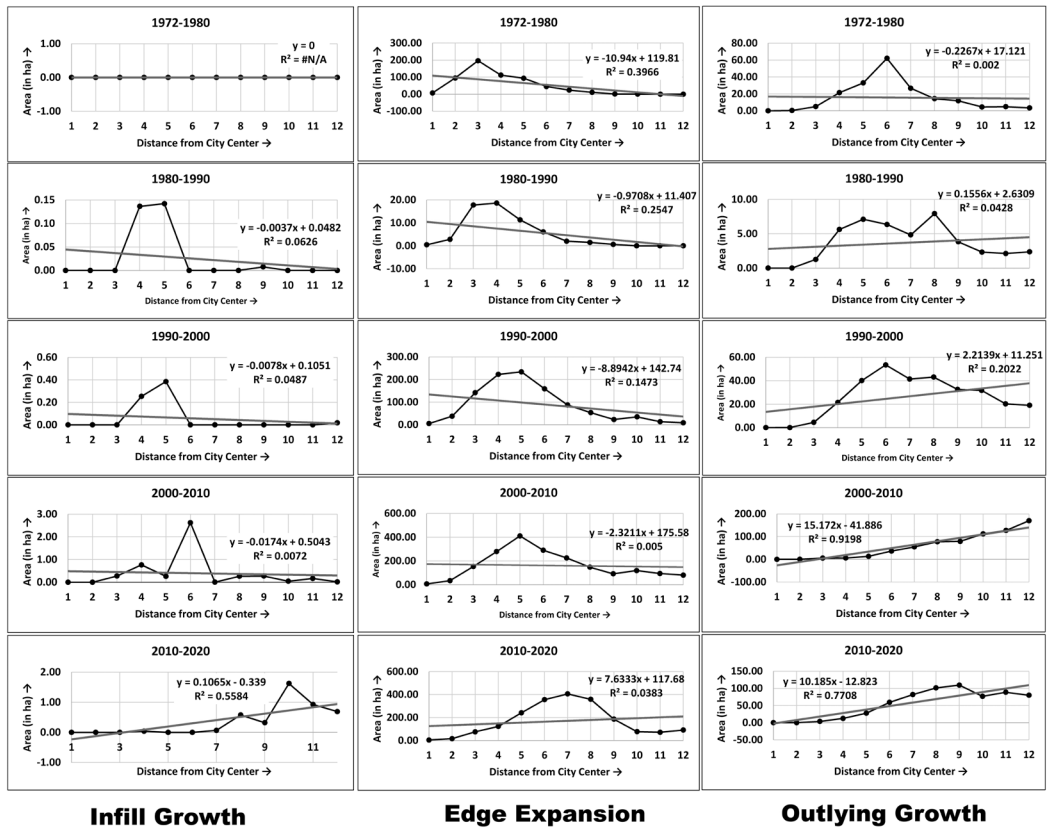 1972-1980
y = 0
R² = #N/A
Area (in ha) →
1.00
0.00
-1.00
1 2 3 4 5 6 7 8 9 10 11 12
Distance from City Center →
1972-1980
y = -10.94x + 119.81
R² = 0.3966
Area (in ha) →
300.00
200.00
100.00
0.00
-100.00
1 2 3 4 5 6 7 8 9 10 11 12
Distance from City Center →
1972-1980
y = -0.2267x + 17.121
R² = 0.002
Area (in ha) →
80.00
60.00
40.00
20.00
0.00
1 2 3 4 5 6 7 8 9 10 11 12
Distance from City Center →
1980-1990
y = -0.0037x + 0.0482
R² = 0.0626
Area (in ha) →
0.15
0.10
0.05
0.00
1 2 3 4 5 6 7 8 9 10 11 12
Distance from City Center →
1980-1990
y = -0.9708x + 11.407
R² = 0.2547
Area (in ha) →
20.00
10.00
0.00
-10.00
1 2 3 4 5 6 7 8 9 10 11 12
Distance from City Center →
1980-1990
y = 0.1556x + 2.6309
R² = 0.0428
Area (in ha) →
10.00
5.00
0.00
1 2 3 4 5 6 7 8 9 10 11 12
Distance from City Center →
1990-2000
y = -0.0078x + 0.1051
R² = 0.0487
Area (in ha) →
0.60
0.40
0.20
0.00
1 2 3 4 5 6 7 8 9 10 11 12
Distance from City Center →
1990-2000
y = -8.8942x + 142.74
R² = 0.1473
Area (in ha) →
300.00
200.00
100.00
0.00
1 2 3 4 5 6 7 8 9 10 11 12
Distance from City Center →
1990-2000
y = 2.2139x + 11.251
R² = 0.2022
Area (in ha) →
60.00
40.00
20.00
0.00
1 2 3 4 5 6 7 8 9 10 11 12
Distance from City Center →
2000-2010
y = -0.0174x + 0.5043
R² = 0.0072
Area (in ha) →
3.00
2.00
1.00
0.00
1 2 3 4 5 6 7 8 9 10 11 12
Distance from City Center →
2000-2010
y = -2.3211x + 175.58
R² = 0.005
Area (in ha) →
600.00
400.00
200.00
0.00
1 2 3 4 5 6 7 8 9 10 11 12
Distance from City Center →
2000-2010
y = 15.172x - 41.886
R² = 0.9198
Area (in ha) →
200.00
100.00
0.00
-100.00
1 2 3 4 5 6 7 8 9 10 11 12
Distance from City Center →
2010-2020
y = 0.1065x - 0.339
R² = 0.5584
Area (in ha) →
2.00
1.00
0.00
-1.00
1 3 5 7 9 11
Distance from City Center →
2010-2020
y = 7.6333x + 117.68
R² = 0.0383
Area (in ha) →
600.00
400.00
200.00
0.00
1 2 3 4 5 6 7 8 9 10 11 12
Distance from City Center →
2010-2020
y = 10.185x - 12.823
R² = 0.7708
Area (in ha) →
150.00
100.00
50.00
0.00
-50.00
1 2 3 4 5 6 7 8 9 10 11 12
Distance from City Center →
Infill Growth
Edge Expansion
Outlying Growth